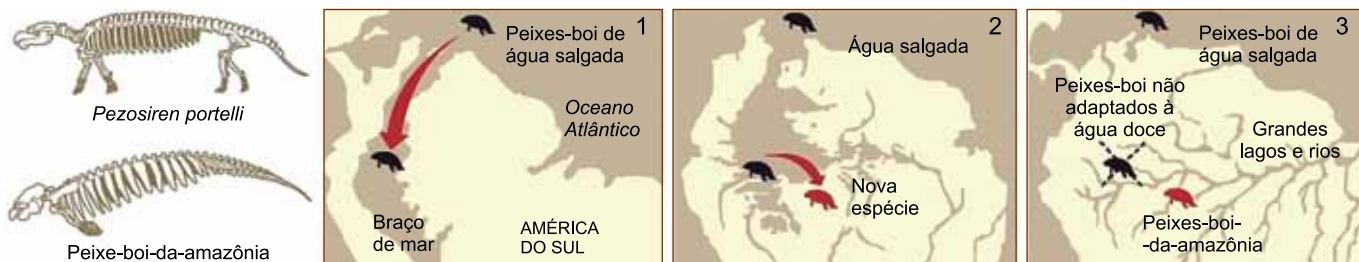 Pezosiren portelli
Peixe-boi-da-amazônia
1
Peixes-boi de
água salgada
Oceano
Atlântico
Braço
de mar
AMÉRICA
DO SUL
2
Água salgada
Nova
espécie
3
Peixes-boi de
água salgada
Peixes-boi não
adaptados à
água doce
Grandes
lagos e rios
Peixes-boi-
-da-amazônia